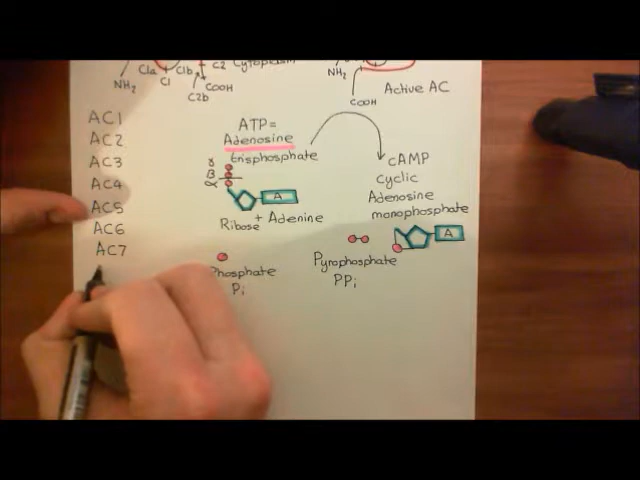 C1a C1b C2 Cytoplasm
C1
NH2 COOH
C2b
NH2
COOH
Active AC
AC1
AC2
AC3
AC4
AC5
AC6
AC7
ATP =
Adenosine
trisphosphate
γ
β
α
A
Ribose + Adenine
Phosphate
Pi
cAMP
cyclic
Adenosine
monophosphate
A
Pyrophosphate
PPi